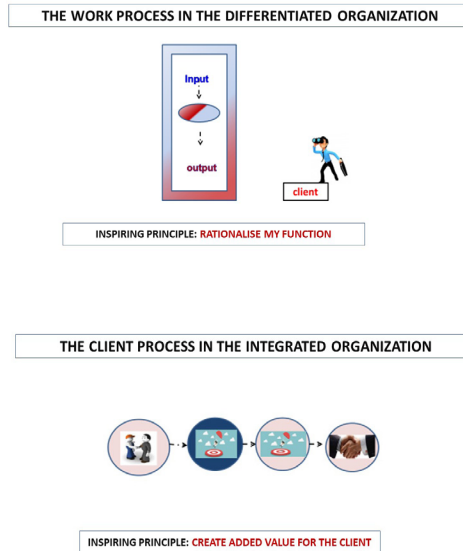 THE WORK PROCESS IN THE DIFFERENTIATED ORGANIZATION
Input
output
client
INSPIRING PRINCIPLE: RATIONALISE MY FUNCTION
THE CLIENT PROCESS IN THE INTEGRATED ORGANIZATION
INSPIRING PRINCIPLE: CREATE ADDED VALUE FOR THE CLIENT